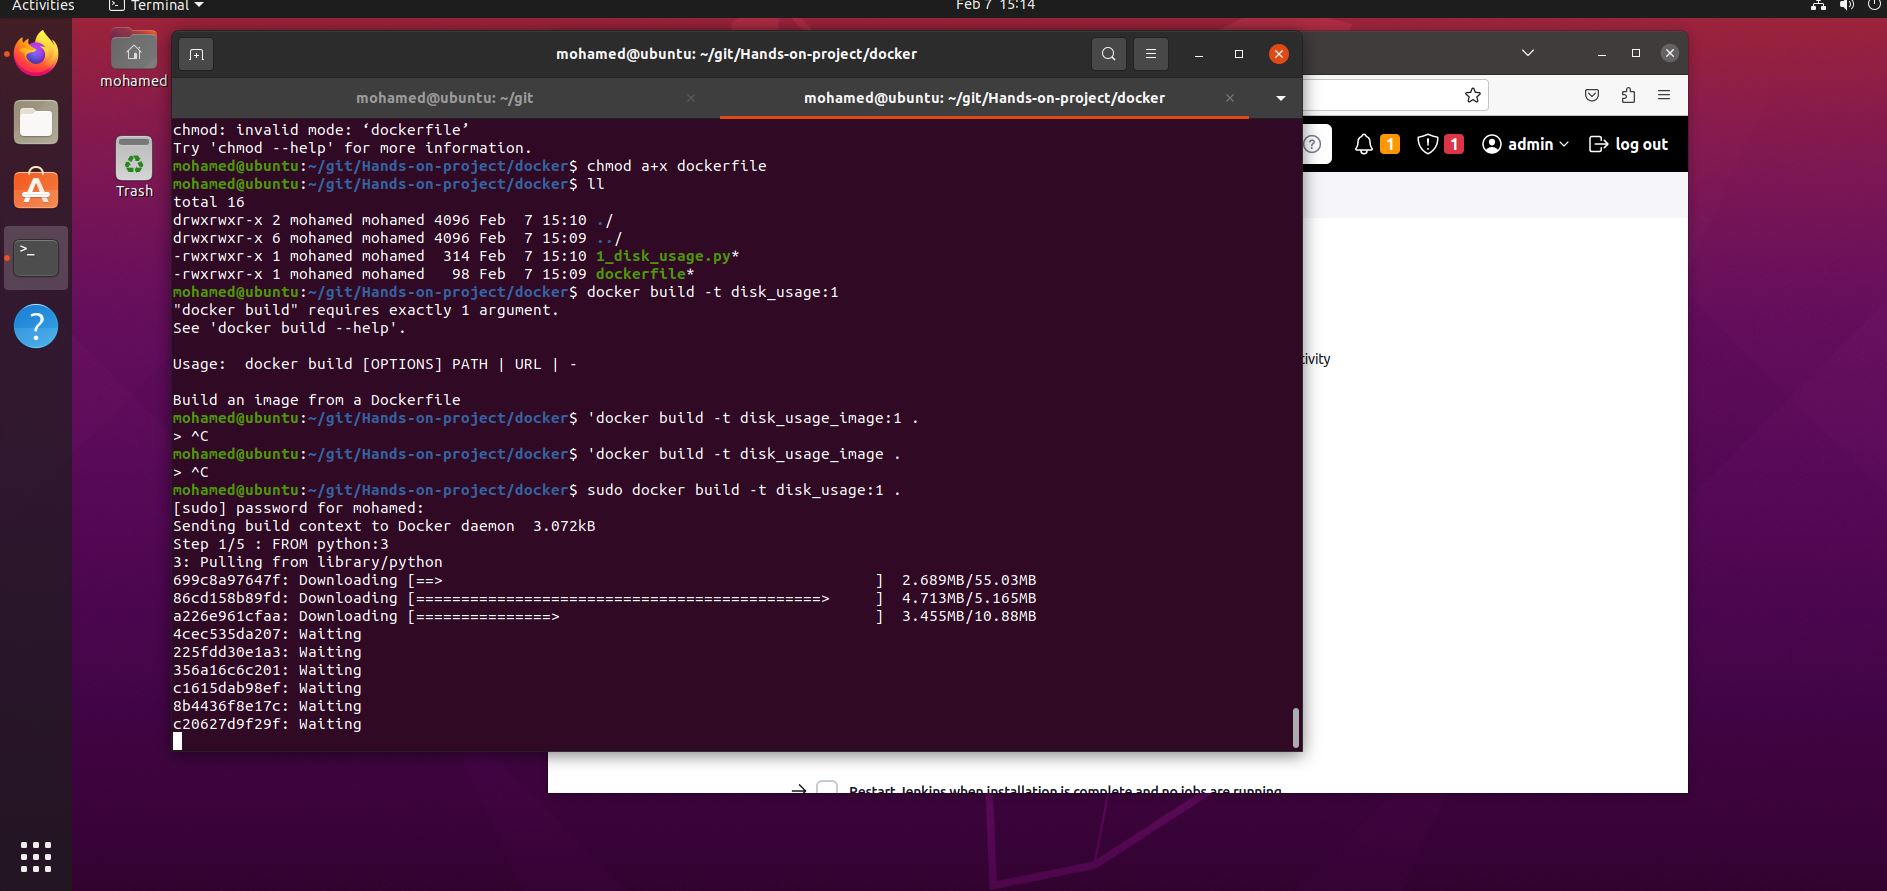 Activities
Terminal
Feb 7 15:14
mohamed
Trash
mohamed@ubuntu: ~/git/Hands-on-project/docker
mohamed@ubuntu: ~/git
mohamed@ubuntu: ~/git/Hands-on-project/docker
chmod: invalid mode: ‘dockerfile’
Try 'chmod --help' for more information.
mohamed@ubuntu:~/git/Hands-on-project/docker$ chmod a+x dockerfile
mohamed@ubuntu:~/git/Hands-on-project/docker$ ll
total 16
drwxrwxr-x 2 mohamed mohamed 4096 Feb  7 15:10 ./
drwxrwxr-x 6 mohamed mohamed 4096 Feb  7 15:09 ../
-rwxrwxr-x 1 mohamed mohamed  314 Feb  7 15:10 1_disk_usage.py*
-rwxrwxr-x 1 mohamed mohamed   98 Feb  7 15:09 dockerfile*
mohamed@ubuntu:~/git/Hands-on-project/docker$ docker build -t disk_usage:1
"docker build" requires exactly 1 argument.
See 'docker build --help'.
Usage:  docker build [OPTIONS] PATH | URL | -
Build an image from a Dockerfile
mohamed@ubuntu:~/git/Hands-on-project/docker$ 'docker build -t disk_usage_image:1 .
> ^C
mohamed@ubuntu:~/git/Hands-on-project/docker$ 'docker build -t disk_usage_image .
> ^C
mohamed@ubuntu:~/git/Hands-on-project/docker$ sudo docker build -t disk_usage:1 .
[sudo] password for mohamed:
Sending build context to Docker daemon  3.072kB
Step 1/5 : FROM python:3
3: Pulling from library/python
699c8a97647f: Downloading [==>                                                ]  2.689MB/55.03MB
86cd158b89fd: Downloading [=============================================>     ]  4.713MB/5.165MB
a226e961cfaa: Downloading [===============>                                   ]  3.455MB/10.88MB
4cec535da207: Waiting
225fdd30e1a3: Waiting
356a16c6c201: Waiting
c1615dab98ef: Waiting
8b4436f8e17c: Waiting
c20627d9f29f: Waiting
1
1
admin
log out
tivity
Restart Jenkins when installation is complete and no jobs are running